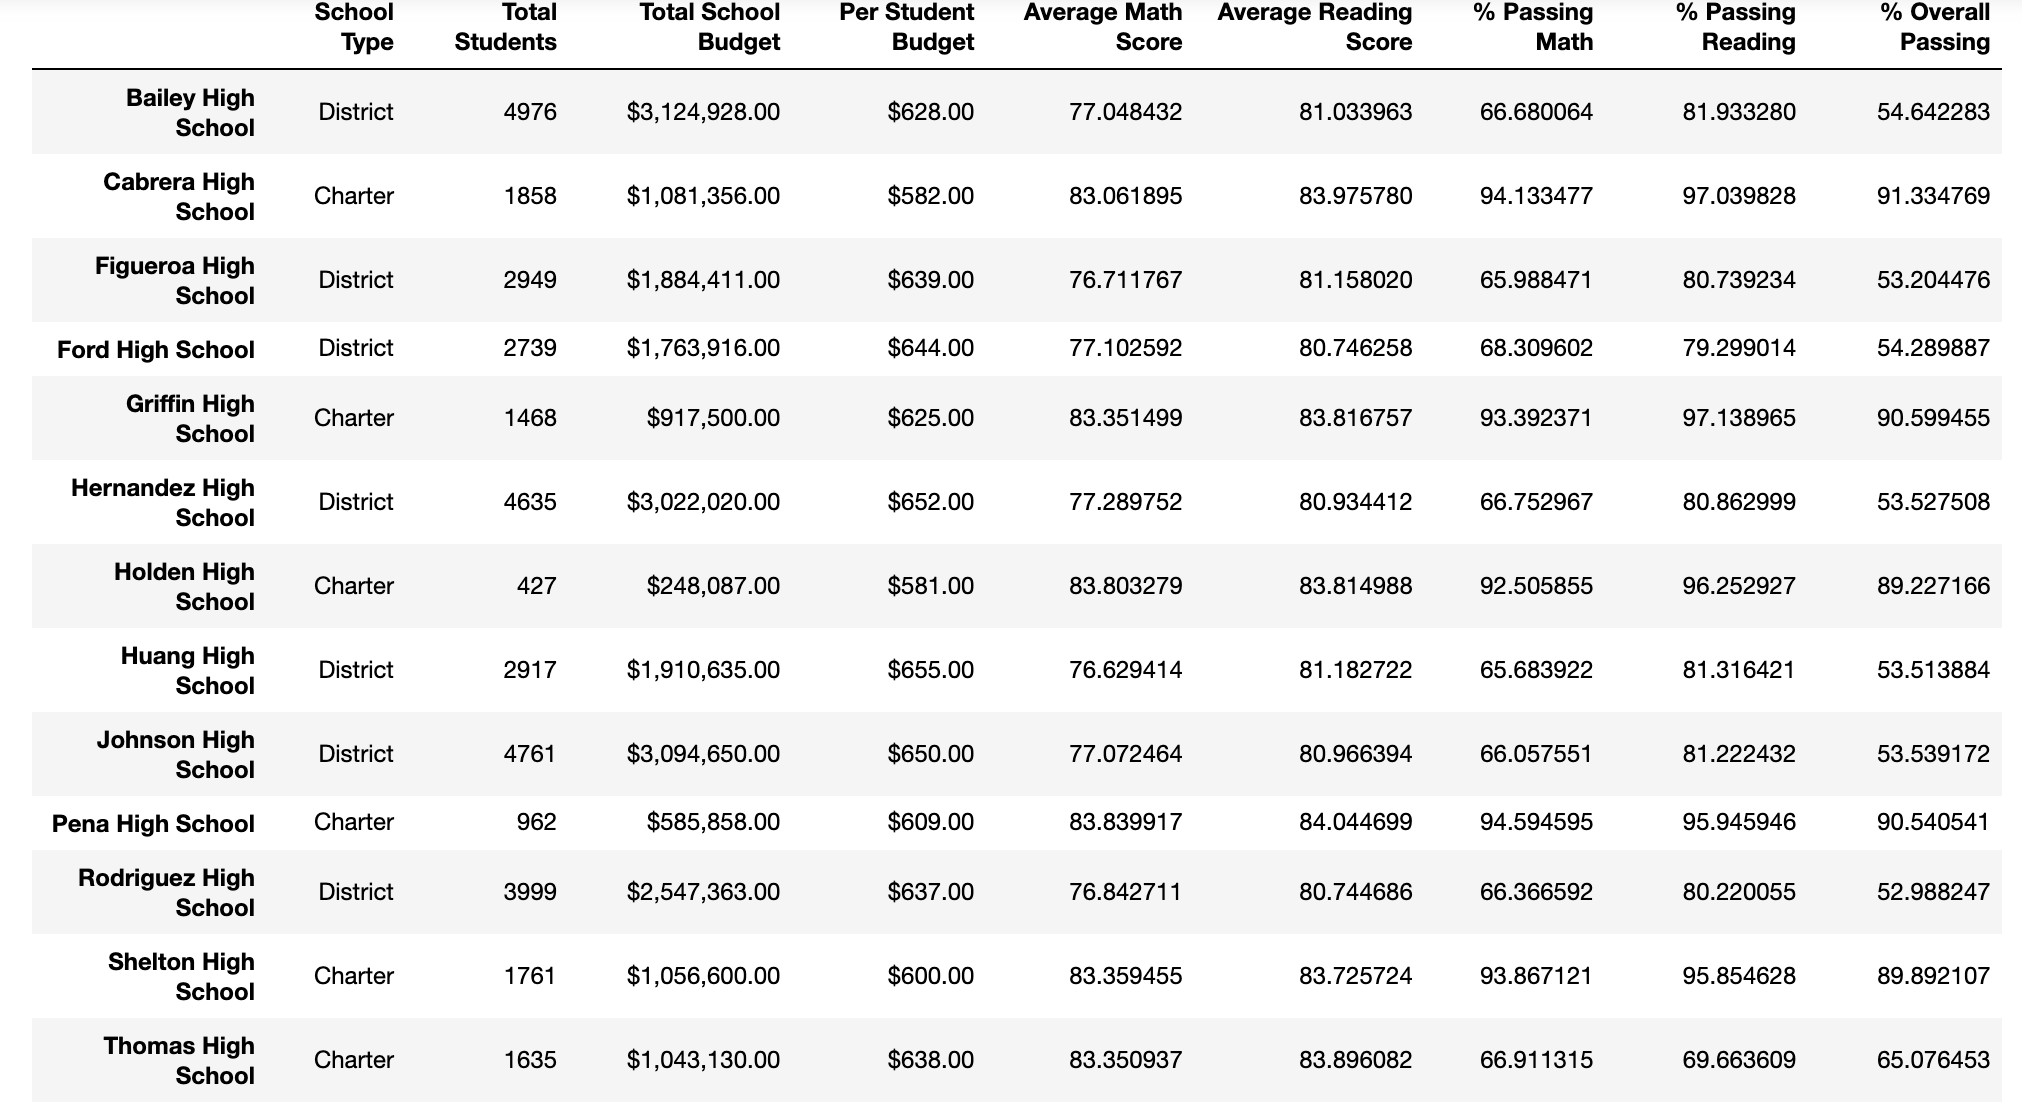 School Type Total Students Total School Budget Per Student Budget Average Math Score Average Reading Score % Passing Math % Passing Reading % Overall Passing
Bailey High School District 4976 $3,124,928.00 $628.00 77.048432 81.033963 66.680064 81.933280 54.642283
Cabrera High School Charter 1858 $1,081,356.00 $582.00 83.061895 83.975780 94.133477 97.039828 91.334769
Figueroa High School District 2949 $1,884,411.00 $639.00 76.711767 81.158020 65.988471 80.739234 53.204476
Ford High School District 2739 $1,763,916.00 $644.00 77.102592 80.746258 68.309602 79.299014 54.289887
Griffin High School Charter 1468 $917,500.00 $625.00 83.351499 83.816757 93.392371 97.138965 90.599455
Hernandez High School District 4635 $3,022,020.00 $652.00 77.289752 80.934412 66.752967 80.862999 53.527508
Holden High School Charter 427 $248,087.00 $581.00 83.803279 83.814988 92.505855 96.252927 89.227166
Huang High School District 2917 $1,910,635.00 $655.00 76.629414 81.182722 65.683922 81.316421 53.513884
Johnson High School District 4761 $3,094,650.00 $650.00 77.072464 80.966394 66.057551 81.222432 53.539172
Pena High School Charter 962 $585,858.00 $609.00 83.839917 84.044699 94.594595 95.945946 90.540541
Rodriguez High School District 3999 $2,547,363.00 $637.00 76.842711 80.744686 66.366592 80.220055 52.988247
Shelton High School Charter 1761 $1,056,600.00 $600.00 83.359455 83.725724 93.867121 95.854628 89.892107
Thomas High School Charter 1635 $1,043,130.00 $638.00 83.350937 83.896082 66.911315 69.663609 65.076453